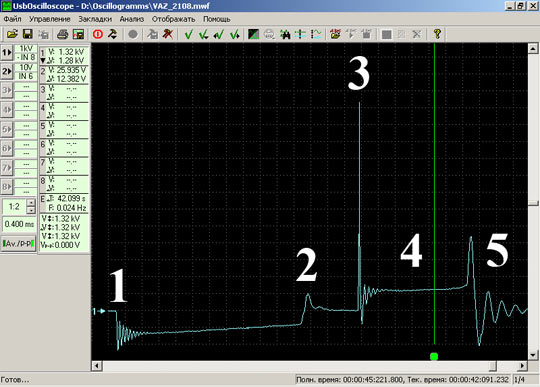 UsbOscilloscope - D:\Oscillogramms\VAZ_2108.mwf
Файл Управление Закладки Анализ Отображать Помощь
1 1kV - IN 8
2 10V IN 6
3
4
5
6
7
8
1:2
0.400 ms
Av./P-P
1 V: 1.32 kV
V: 1.28 kV
2 V: 25.935 V
V: 12.382 V
3 V: --.--
V: --.--
4 V: --.--
V: --.--
5 V: --.--
V: --.--
6 V: --.--
V: --.--
7 V: --.--
V: --.--
8 V: --.--
V: --.--
E T: 42.099 s
F: 0.024 Hz
V: 1.32 kV
V: 1.32 kV
V: 1.32 kV
V: 0.000 V
1
2
3
4
5
1
Готов...
Полн. время: 00:00:45:221.800, Тек. время: 00:00:42:091.232
1/4